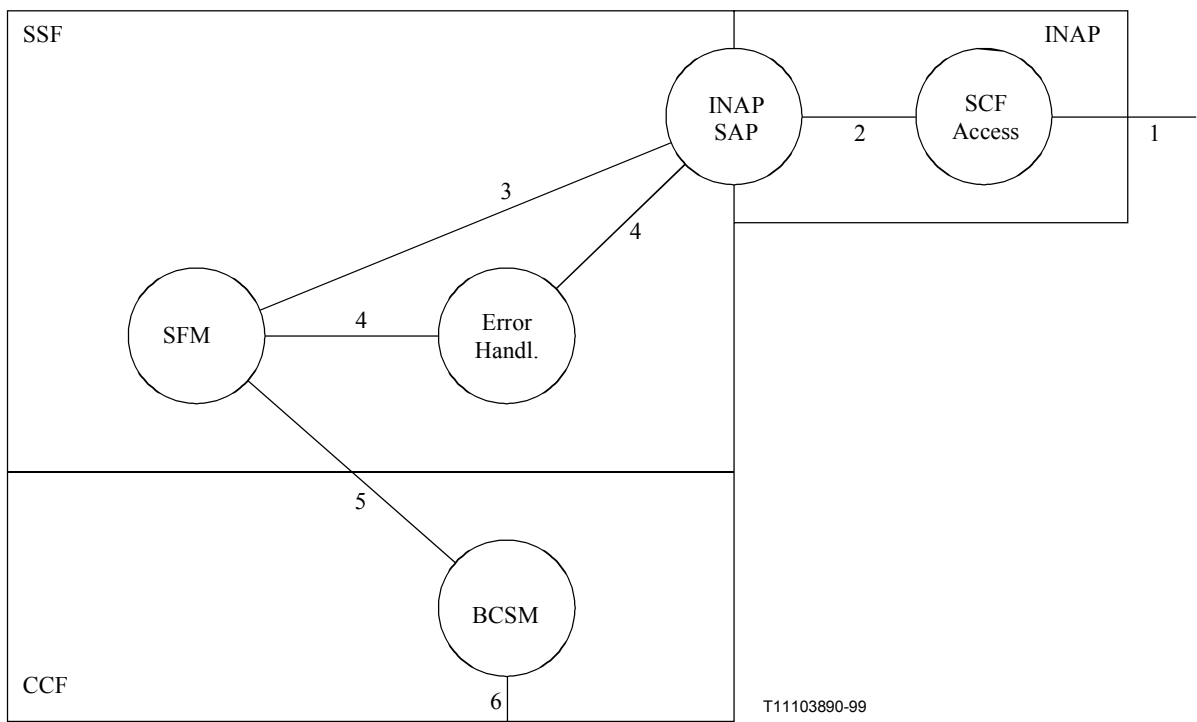 SSF
INAP
INAP
SAP
SCF
Access
2
1
3
4
SFM
4
Error
Handl.
5
BCSM
CCF
6
T11103890-99